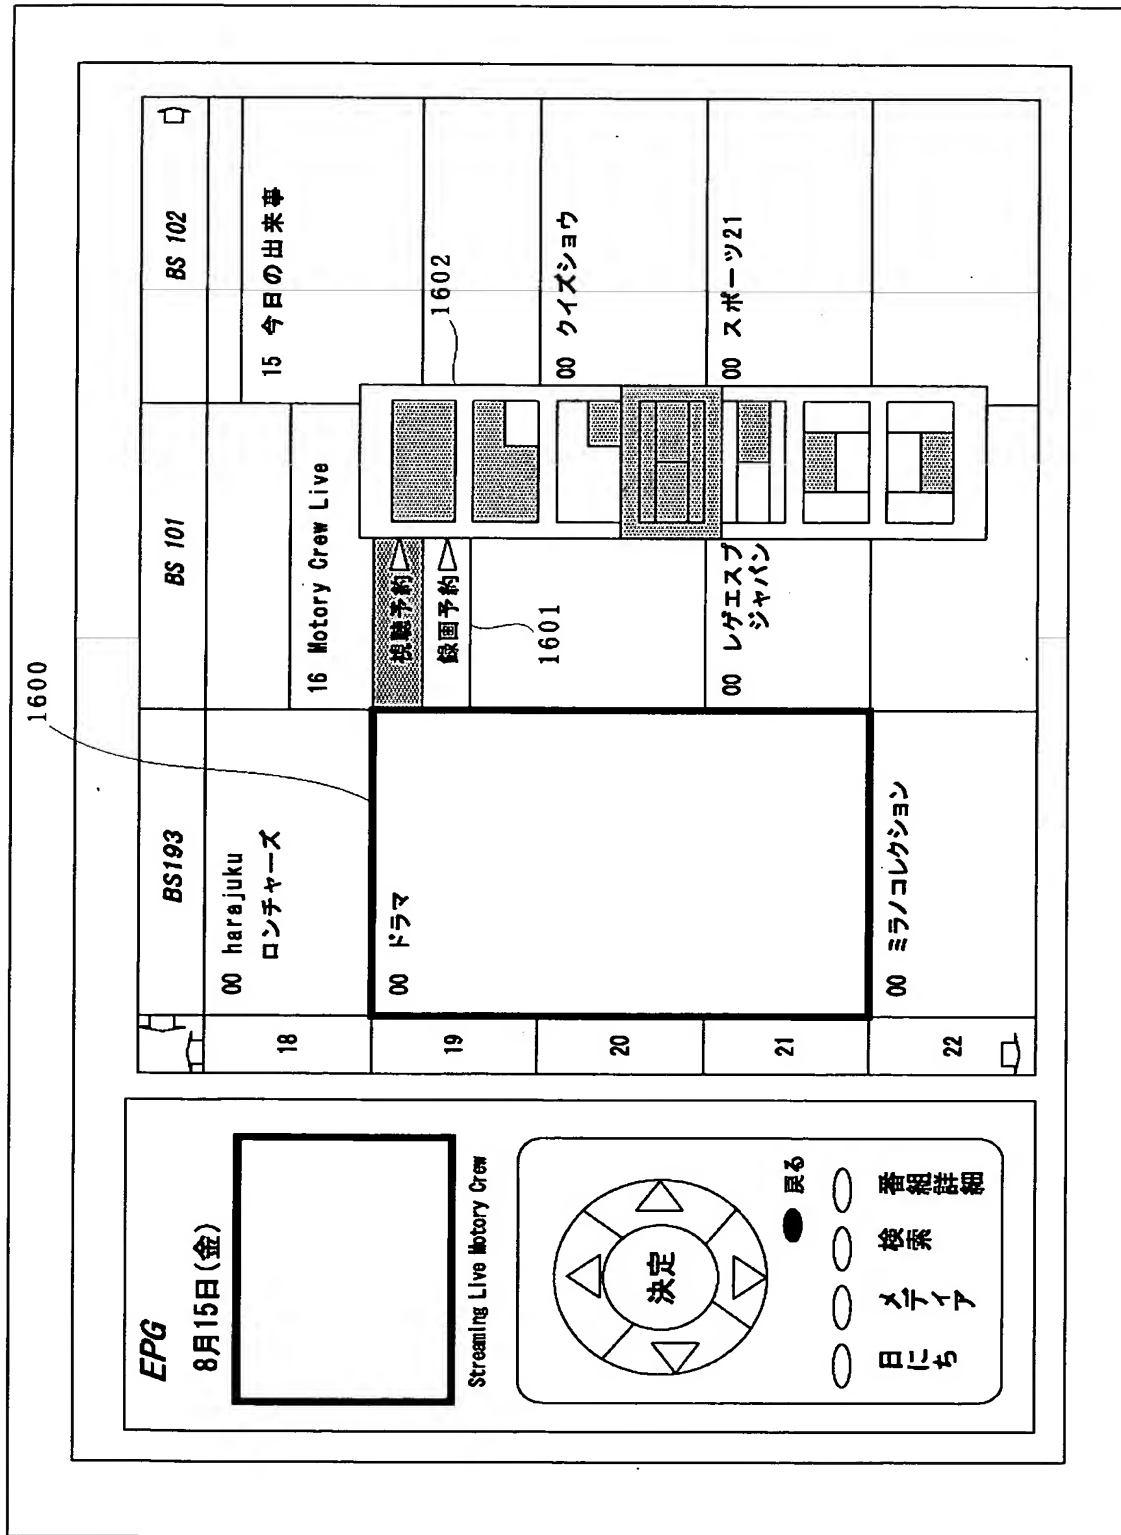 1600
EPG
8月15日(金)
Streaming Live Motory Crew
決定
戻る
日にち
メディア
検索
番組詳細
BS193
BS 101
BS 102
18
19
20
21
22
00 harajuku
ロンチャーズ
00 ドラマ
00 ミラノコレクション
16 Motory Crew Live
視聴予約
録画予約
1601
00 レゲエスプ
ジャパン
15 今日の出来事
1602
00 クイズショウ
00 スポーツ21